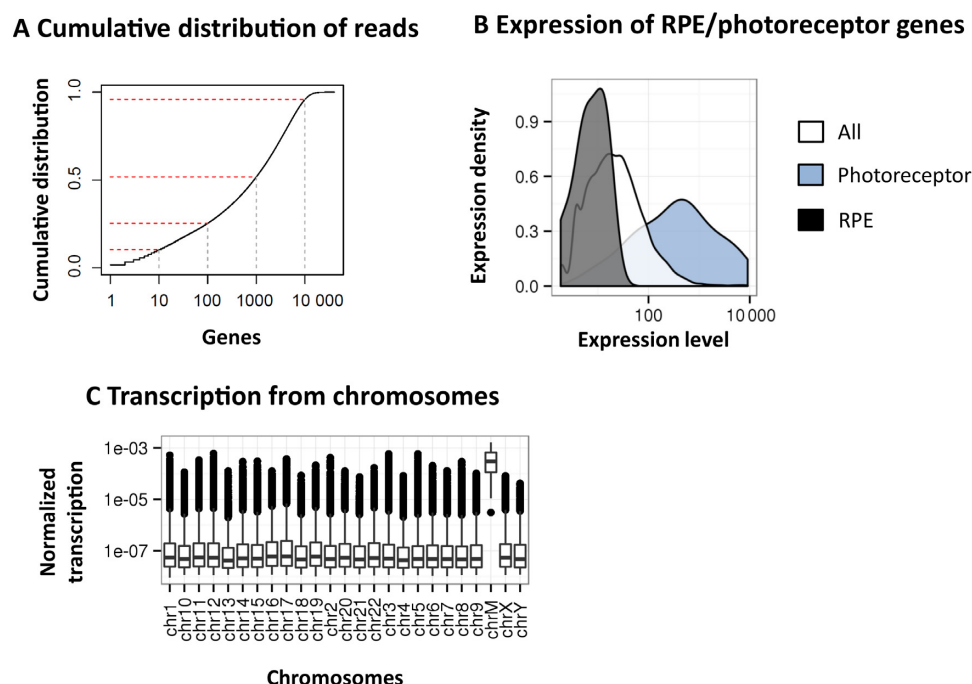 A Cumulative distribution of reads
Cumulative distribution
1.0
0.5
0.0
1 10 100 1000 10 000
Genes
B Expression of RPE/photoreceptor genes
Expression density
0.9
0.6
0.3
0.0
100 10 000
Expression level
All
Photoreceptor
RPE
C Transcription from chromosomes
Normalized
transcription
1e-03
1e-05
1e-07
chr1
chr10
chr11
chr12
chr13
chr14
chr15
chr16
chr17
chr18
chr19
chr2
chr20
chr21
chr22
chr3
chr4
chr5
chr6
chr7
chr8
chr9
chrM
chrX
chrY
Chromosomes